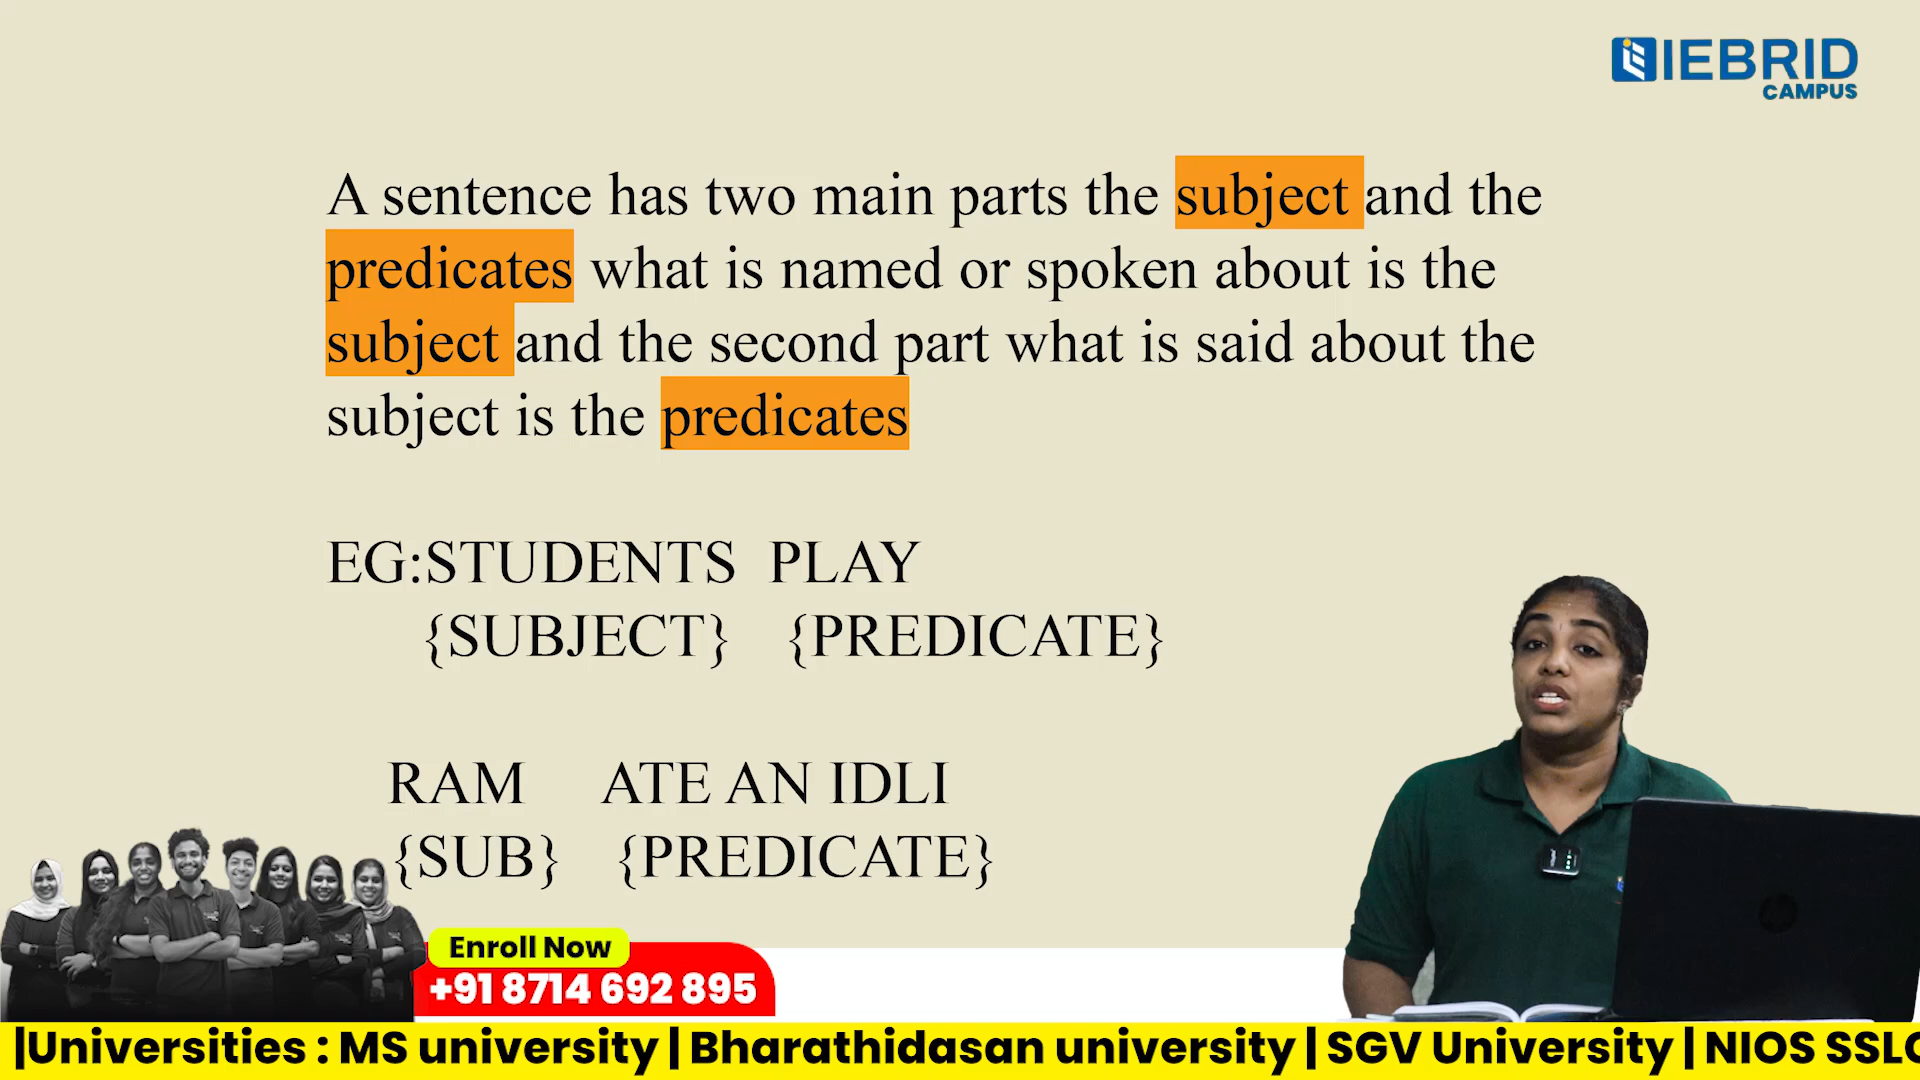 IEBRID
CAMPUS
A sentence has two main parts the subject and the
predicates what is named or spoken about is the
subject and the second part what is said about the
subject is the predicates
EG:STUDENTS PLAY
{SUBJECT} {PREDICATE}
RAM ATE AN IDLI
{SUB} {PREDICATE}
Enroll Now
+91 8714 692 895
|Universities : MS university | Bharathidasan university | SGV University | NIOS SSLC